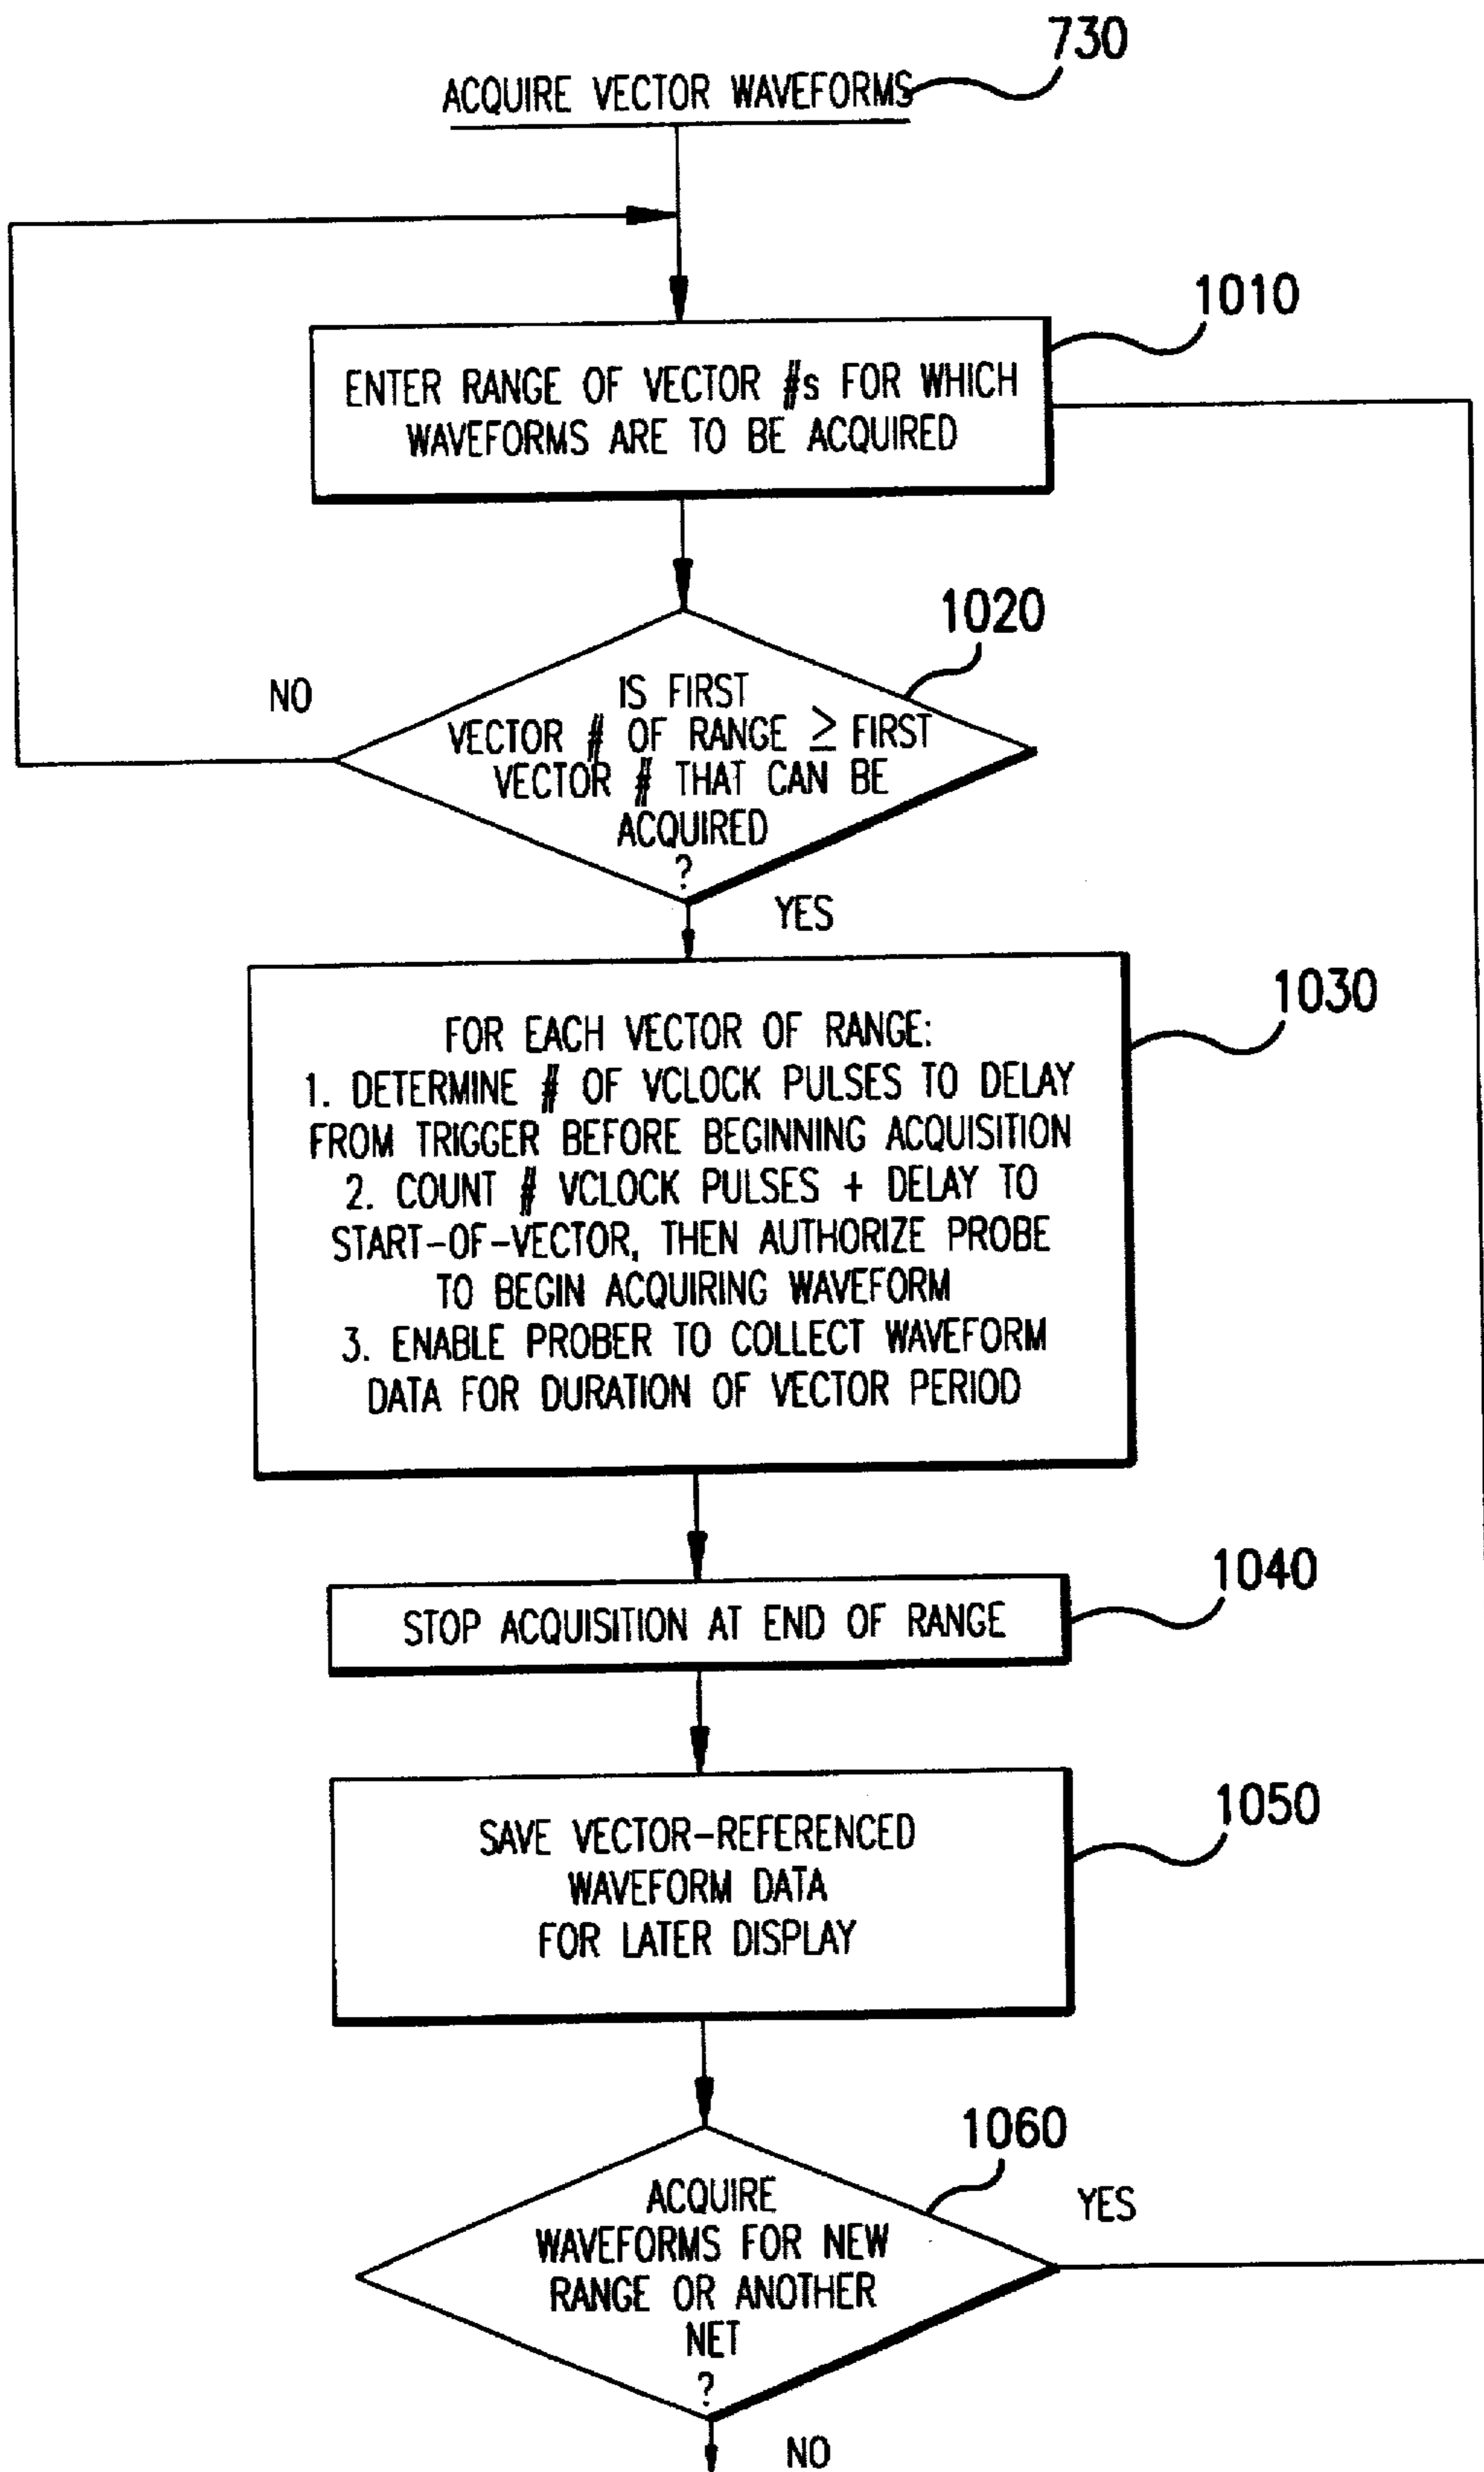 730
ACQUIRE VECTOR WAVEFORMS
1010
ENTER RANGE OF VECTOR #s FOR WHICH
WAVEFORMS ARE TO BE ACQUIRED
1020
NO
IS FIRST
VECTOR # OF RANGE ≥ FIRST
VECTOR # THAT CAN BE
ACQUIRED
?
YES
1030
FOR EACH VECTOR OF RANGE:
1. DETERMINE # OF VCLOCK PULSES TO DELAY
FROM TRIGGER BEFORE BEGINNING ACQUISITION
2. COUNT # VCLOCK PULSES + DELAY TO
START-OF-VECTOR, THEN AUTHORIZE PROBE
TO BEGIN ACQUIRING WAVEFORM
3. ENABLE PROBER TO COLLECT WAVEFORM
DATA FOR DURATION OF VECTOR PERIOD
1040
STOP ACQUISITION AT END OF RANGE
1050
SAVE VECTOR-REFERENCED
WAVEFORM DATA
FOR LATER DISPLAY
1060
YES
ACQUIRE
WAVEFORMS FOR NEW
RANGE OR ANOTHER
NET
?
NO